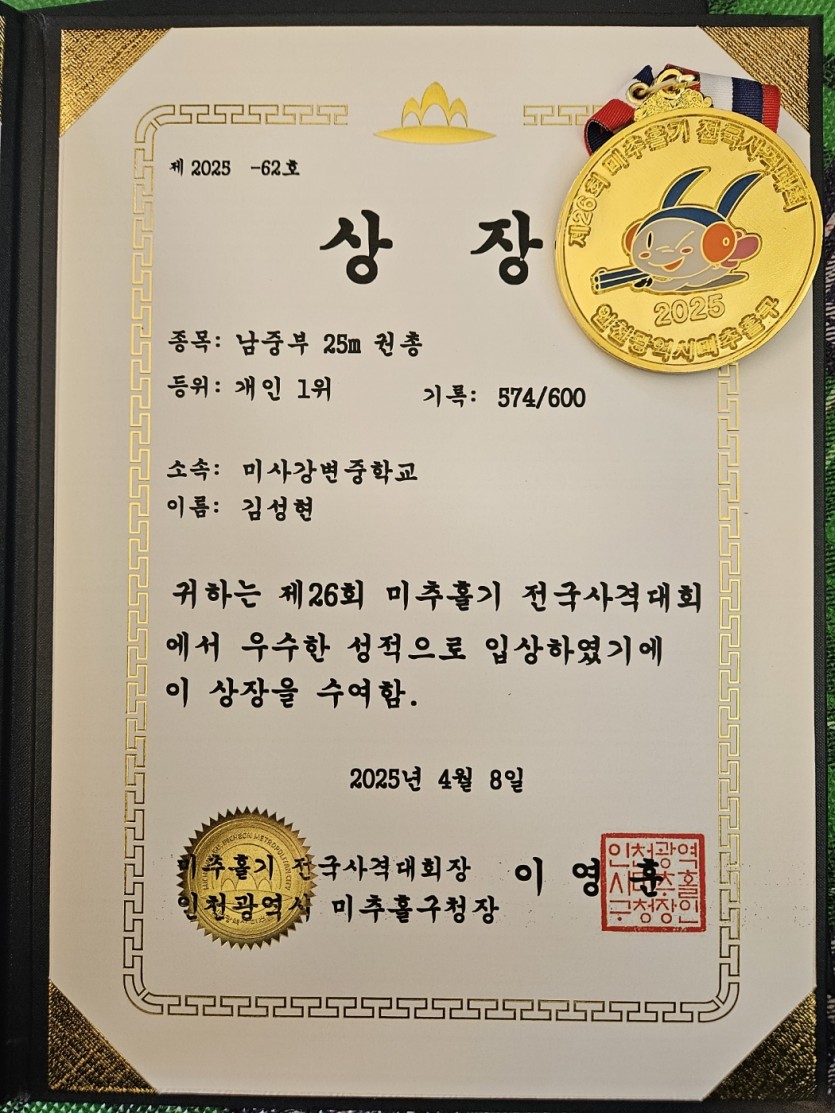 제 2025 -62호
상 장
제26회 미추홀기 전국사격대회
2025
인천광역시미추홀구
종목: 남중부 25m 권총
등위: 개인 1위 기록: 574/600
소속: 미사강변중학교
이름: 김성현
귀하는 제26회 미추홀기 전국사격대회
에서 우수한 성적으로 입상하였기에
이 상장을 수여함.
2025년 4월 8일
미추홀기 전국사격대회장 이 영 훈
인천광역시 미추홀구청장
인천광역
시미추홀
구청장인